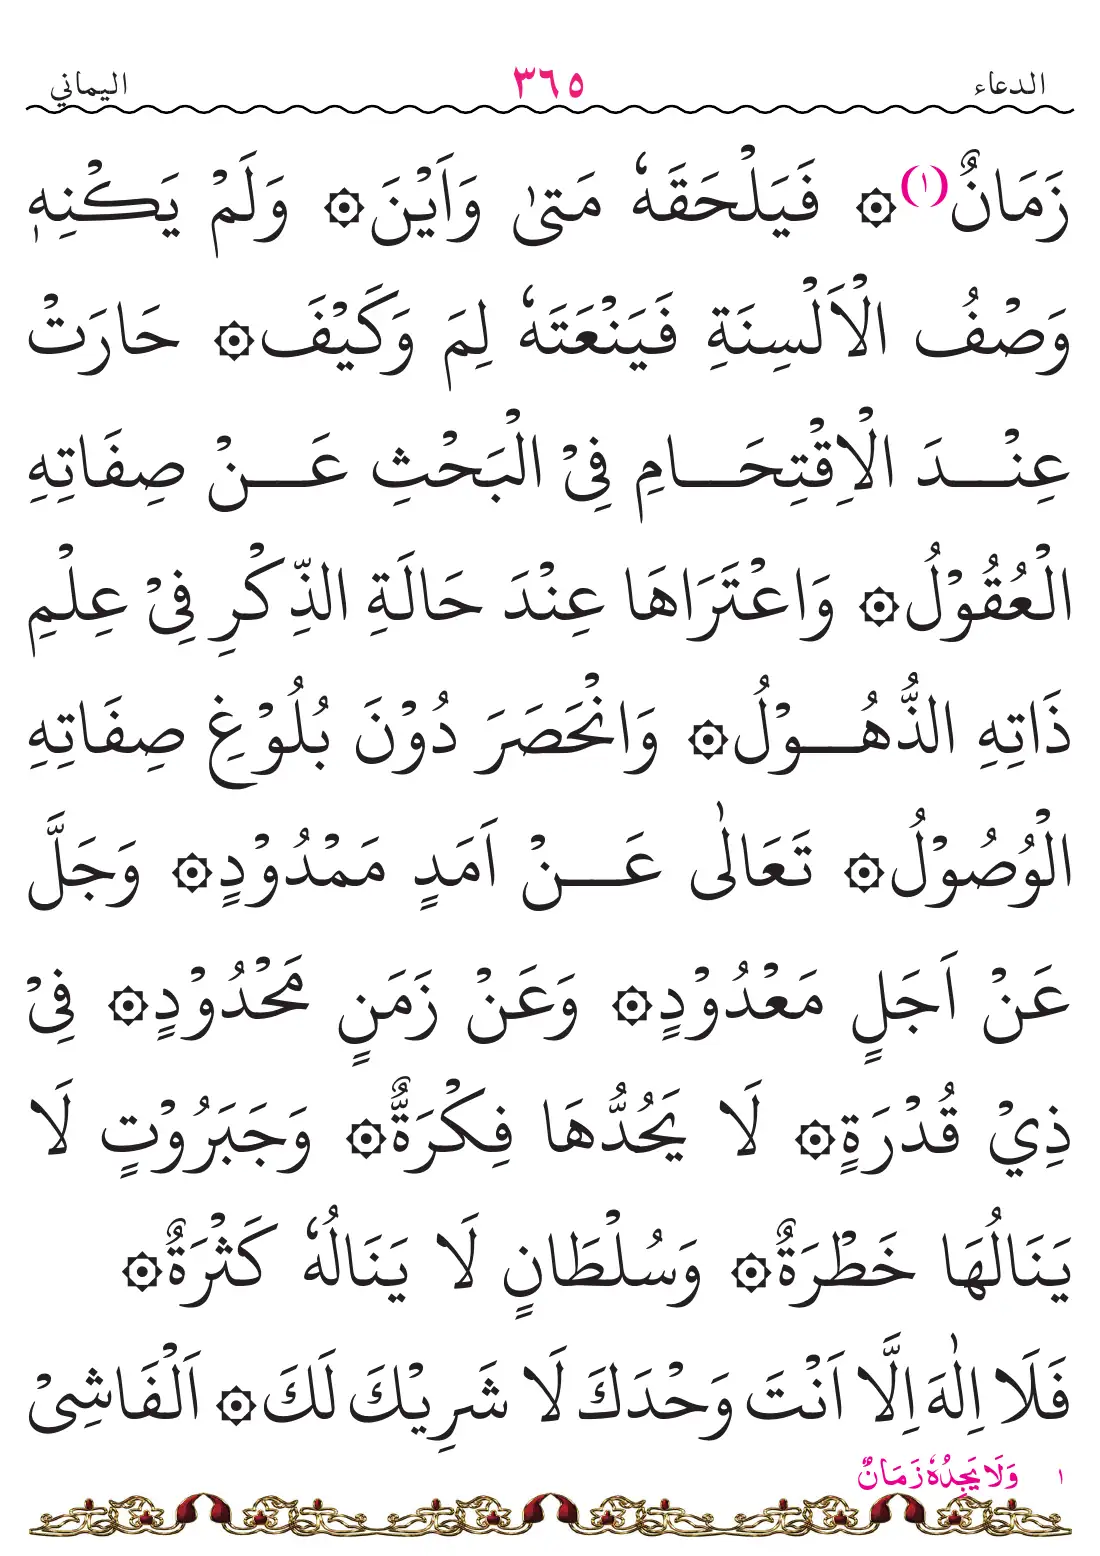 الدعاء ٣٦٥ اليماني
زَمَانٌ(١)۞ فَيَلْحَقَهٗ مَتىٰ وَاَيْنَ۞ وَلَمْ يَكْنِهِٖ
وَصْفُ الْاَلْسِنَةِ فَيَنْعَتَهٗ لِمَ وَكَيْفَ۞ حَارَتْ
عِنْدَ الْاِقْتِحَامِ فِىْ الْبَحْثِ عَنْ صِفَاتِهِ
الْعُقُوْلُ۞ وَاعْتَرَاهَا عِنْدَ حَالَةِ الذِّكْرِ فِىْ عِلْمِ
ذَاتِهِ الذُّهُوْلُ۞ وَانْحَصَرَ دُوْنَ بُلُوْغِ صِفَاتِهِ
الْوُصُوْلُ۞ تَعَالٰى عَنْ اَمَدٍ مَمْدُوْدٍ۞ وَجَلَّ
عَنْ اَجَلٍ مَعْدُوْدٍ۞ وَعَنْ زَمَنٍ مَحْدُوْدٍ۞ فِىْ
ذِيْ قُدْرَةٍ۞ لَا يَحُدُّهَا فِكْرَةٌ۞ وَجَبَرُوْتٍ لَا
يَنَالُهَا خَطْرَةٌ۞ وَسُلْطَانٍ لَا يَنَالُهٗ كَثْرَةٌ۞
فَلَا اِلٰهَ اِلَّا اَنْتَ وَحْدَكَ لَا شَرِيْكَ لَكَ۞ اَلْفَاشِىْ
١ وَلَا يَجِدُهٗ زَمَانٌ